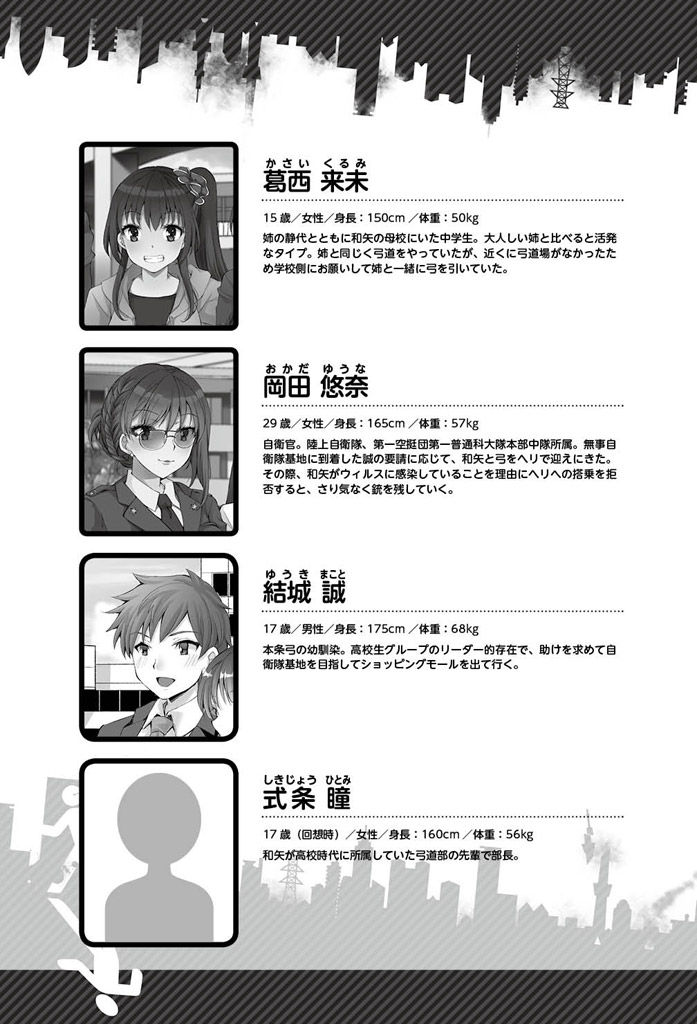 かさい くるみ
葛西 来未
15歳／女性／身長：150cm／体重：50kg
姉の静代とともに和矢の母校にいた中学生。大人しい姉と比べると活発
なタイプ。姉と同じく弓道をやっていたが、近くに弓道場がなかったた
め学校側にお願いして姉と一緒に弓を引いていた。
おかだ ゆうな
岡田 悠奈
29歳／女性／身長：165cm／体重：57kg
自衛官。陸上自衛隊、第一空挺団第一普通科大隊本部中隊所属。無事自
衛隊基地に到着した誠の要請に応じて、和矢と弓をヘリで迎えにきた。
その際、和矢がウィルスに感染していることを理由にヘリへの搭乗を拒
否すると、さり気なく銃を残していく。
ゆうき まこと
結城 誠
17歳／男性／身長：175cm／体重：68kg
本条弓の幼馴染。高校生グループのリーダー的存在で、助けを求めて自
衛隊基地を目指してショッピングモールを出て行く。
しきじょう ひとみ
式条 瞳
17歳（回想時）／女性／身長：160cm／体重：56kg
和矢が高校時代に所属していた弓道部の先輩で部長。